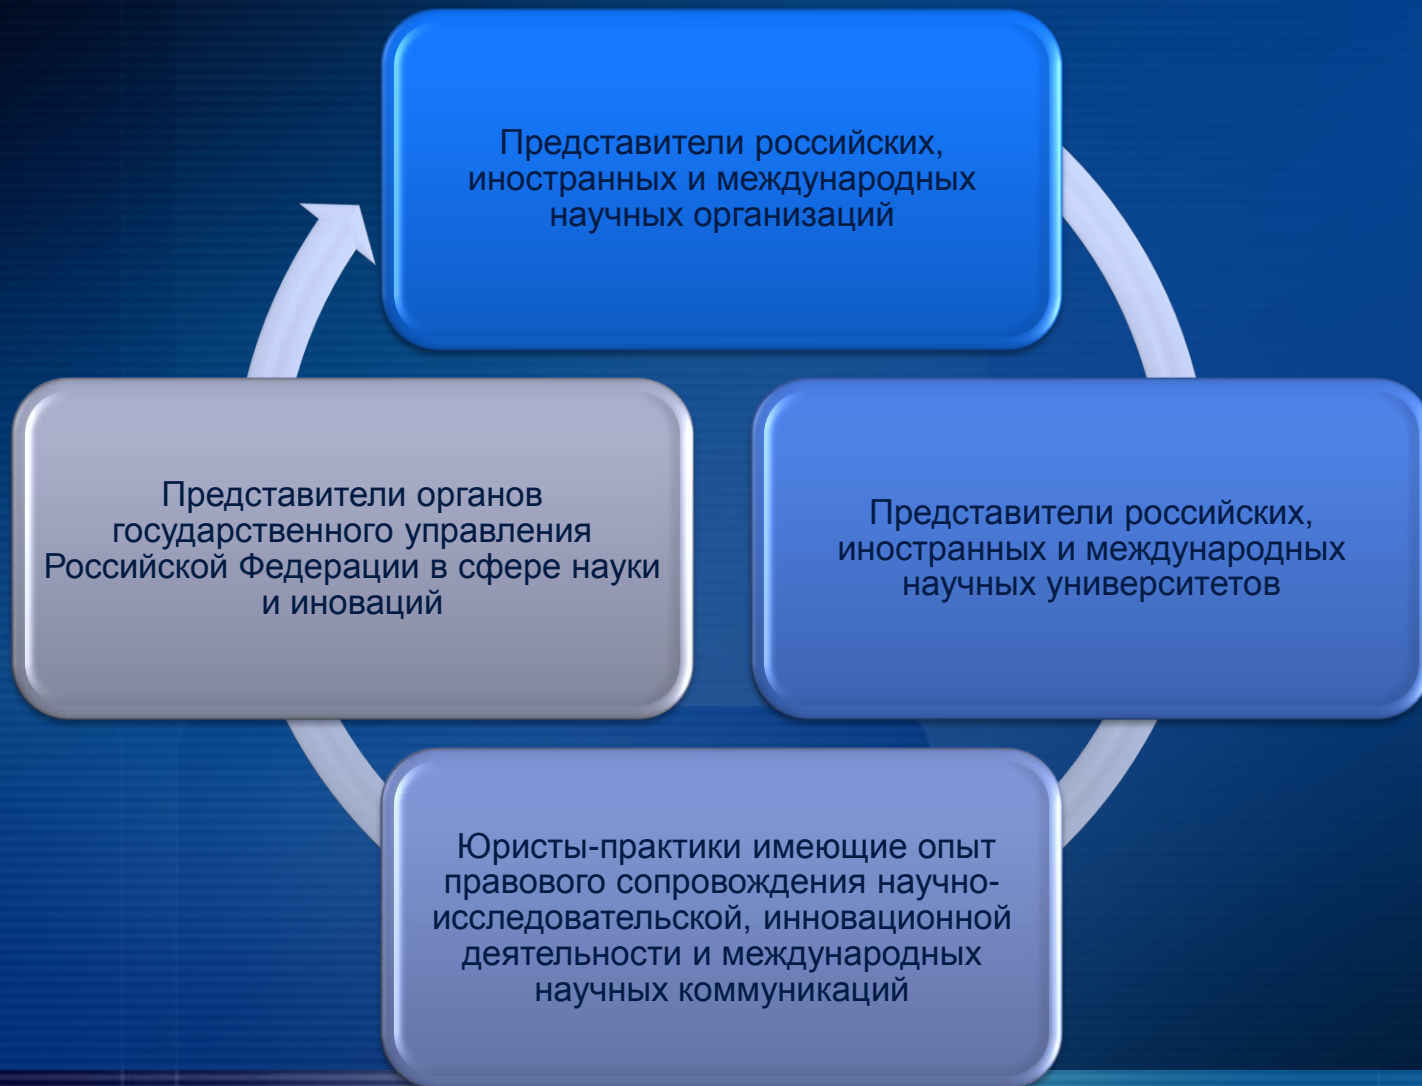 Представители российских,
иностранных и международных
научных организаций
Представители органов
государственного управления
Российской Федерации в сфере науки
и иноваций
Представители российских,
иностранных и международных
научных университетов
Юристы-практики имеющие опыт
правового сопровождения научно-
исследовательской, инновационной
деятельности и международных
научных коммуникаций